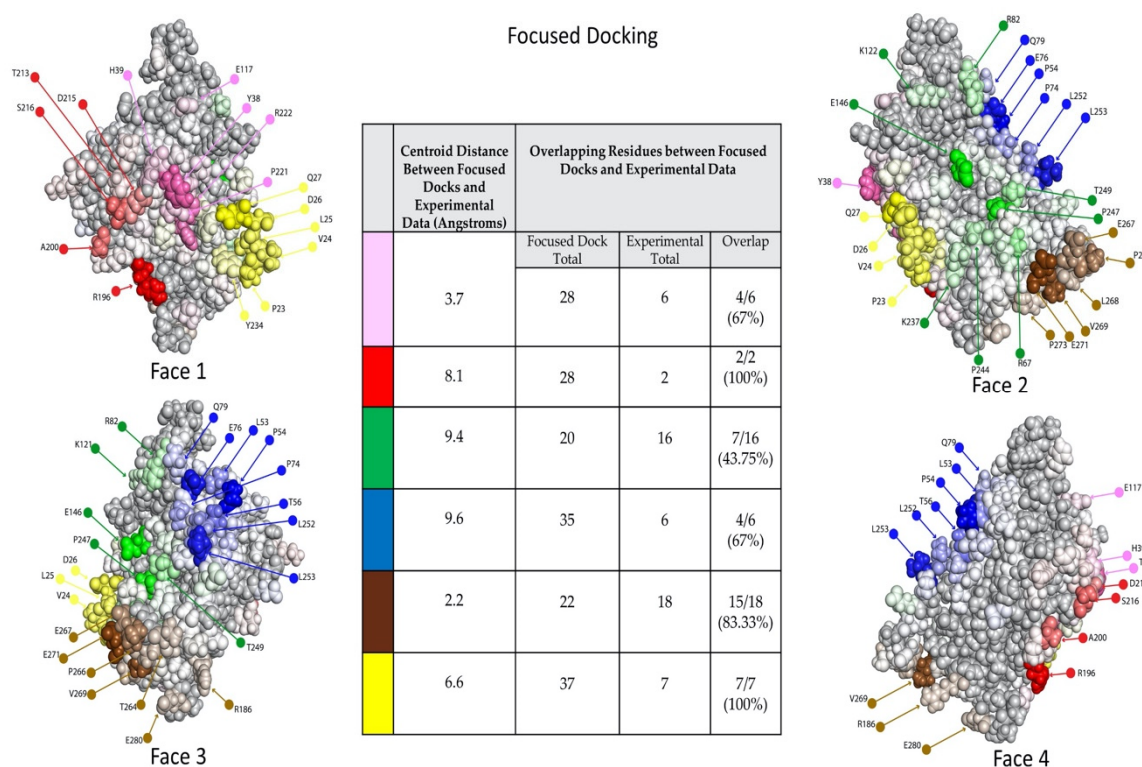 Focused Docking
T213
S216
D215
H39
E117
Y38
R222
P221
Q27
D26
L25
V24
P23
Y234
A200
R196
Face 1
Centroid Distance
Between Focused
Docks and
Experimental
Data (Angstroms)
Overlapping Residues between Focused
Docks and Experimental Data
Focused Dock
Total
Experimental
Total
Overlap
3.7
28
6
4/6
(67%)
8.1
28
2
2/2
(100%)
9.4
20
16
7/16
(43.75%)
9.6
35
6
4/6
(67%)
2.2
22
18
15/18
(83.33%)
6.6
37
7
7/7
(100%)
R82
Q79
K122
E76
P54
P74
E146
L252
L253
Y38
Q27
D26
V24
P23
K237
P244
R67
T249
P247
E267
P2
L268
V269
E271
P273
Face 2
R82
K121
Q79
E76
L53
P54
P74
T56
L252
L253
E146
P247
D26
L25
V24
E267
E271
P266
V269
T264
E280
T249
R186
Face 3
Q79
L53
P54
T56
L252
L253
E117
H39
T
D21
S216
A200
R196
V269
R186
E280
Face 4